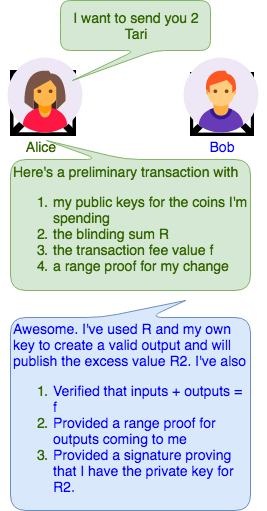 I want to send you 2
Tari
Alice
Bob
Here's a preliminary transaction with
1. my public keys for the coins I'm
spending
2. the blinding sum R
3. the transaction fee value f
4. a range proof for my change
Awesome. I've used R and my own
key to create a valid output and will
publish the excess value R2. I've also
1. Verified that inputs + outputs =
f
2. Provided a range proof for
outputs coming to me
3. Provided a signature proving
that I have the private key for
R2.